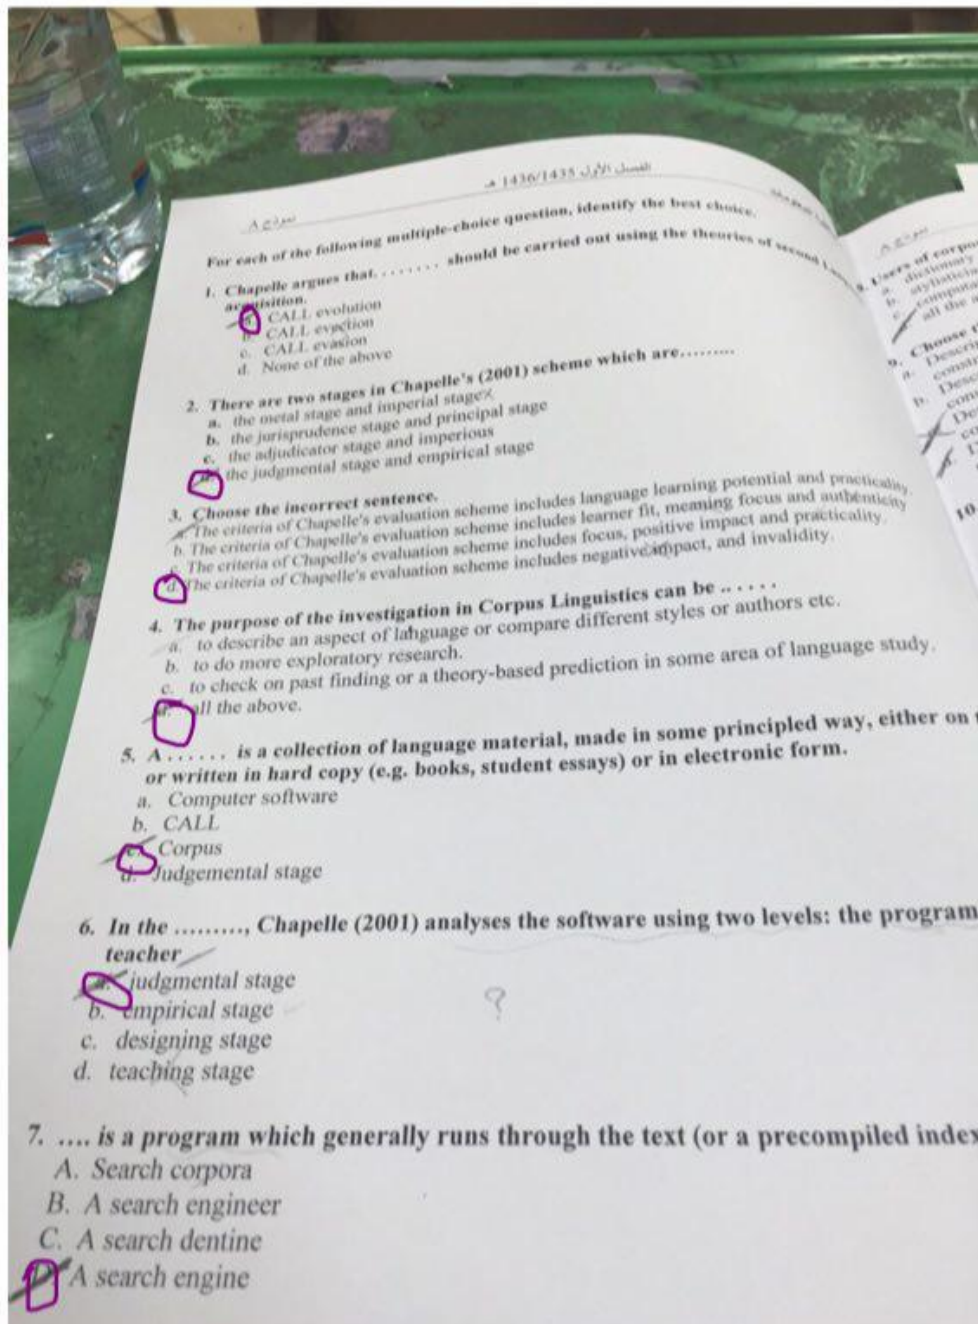 نموذج A
الفصل الأول 1436/1435 هـ
For each of the following multiple-choice question, identify the best choice.
1. Chapelle argues that........ should be carried out using the theories of second
acquisition.
CALL evolution
b. CALL eviction
c. CALL evasion
d. None of the above
2. There are two stages in Chapelle's (2001) scheme which are.........
a. the metal stage and imperial stage
b. the jurisprudence stage and principal stage
c. the adjudicator stage and imperious
the judgmental stage and empirical stage
3. Choose the incorrect sentence.
a. The criteria of Chapelle's evaluation scheme includes language learning potential and practicality.
b. The criteria of Chapelle's evaluation scheme includes learner fit, meaning focus and authenticity
c. The criteria of Chapelle's evaluation scheme includes focus, positive impact and practicality.
d. The criteria of Chapelle's evaluation scheme includes negative impact, and invalidity.
4. The purpose of the investigation in Corpus Linguistics can be .. . . . .
a. to describe an aspect of language or compare different styles or authors etc.
b. to do more exploratory research.
c. to check on past finding or a theory-based prediction in some area of language study.
all the above.
5. A . . . . . . is a collection of language material, made in some principled way, either on
or written in hard copy (e.g. books, student essays) or in electronic form.
a. Computer software
b. CALL
c. Corpus
d. Judgemental stage
6. In the ........., Chapelle (2001) analyses the software using two levels: the program
teacher
a. judgmental stage
b. empirical stage
c. designing stage
d. teaching stage
?
7. .... is a program which generally runs through the text (or a precompiled index
A. Search corpora
B. A search engineer
C. A search dentine
D. A search engine
نموذج A
Users of
a. dictionary
b.
c.
all the
9. Choose
a.
b.
10.